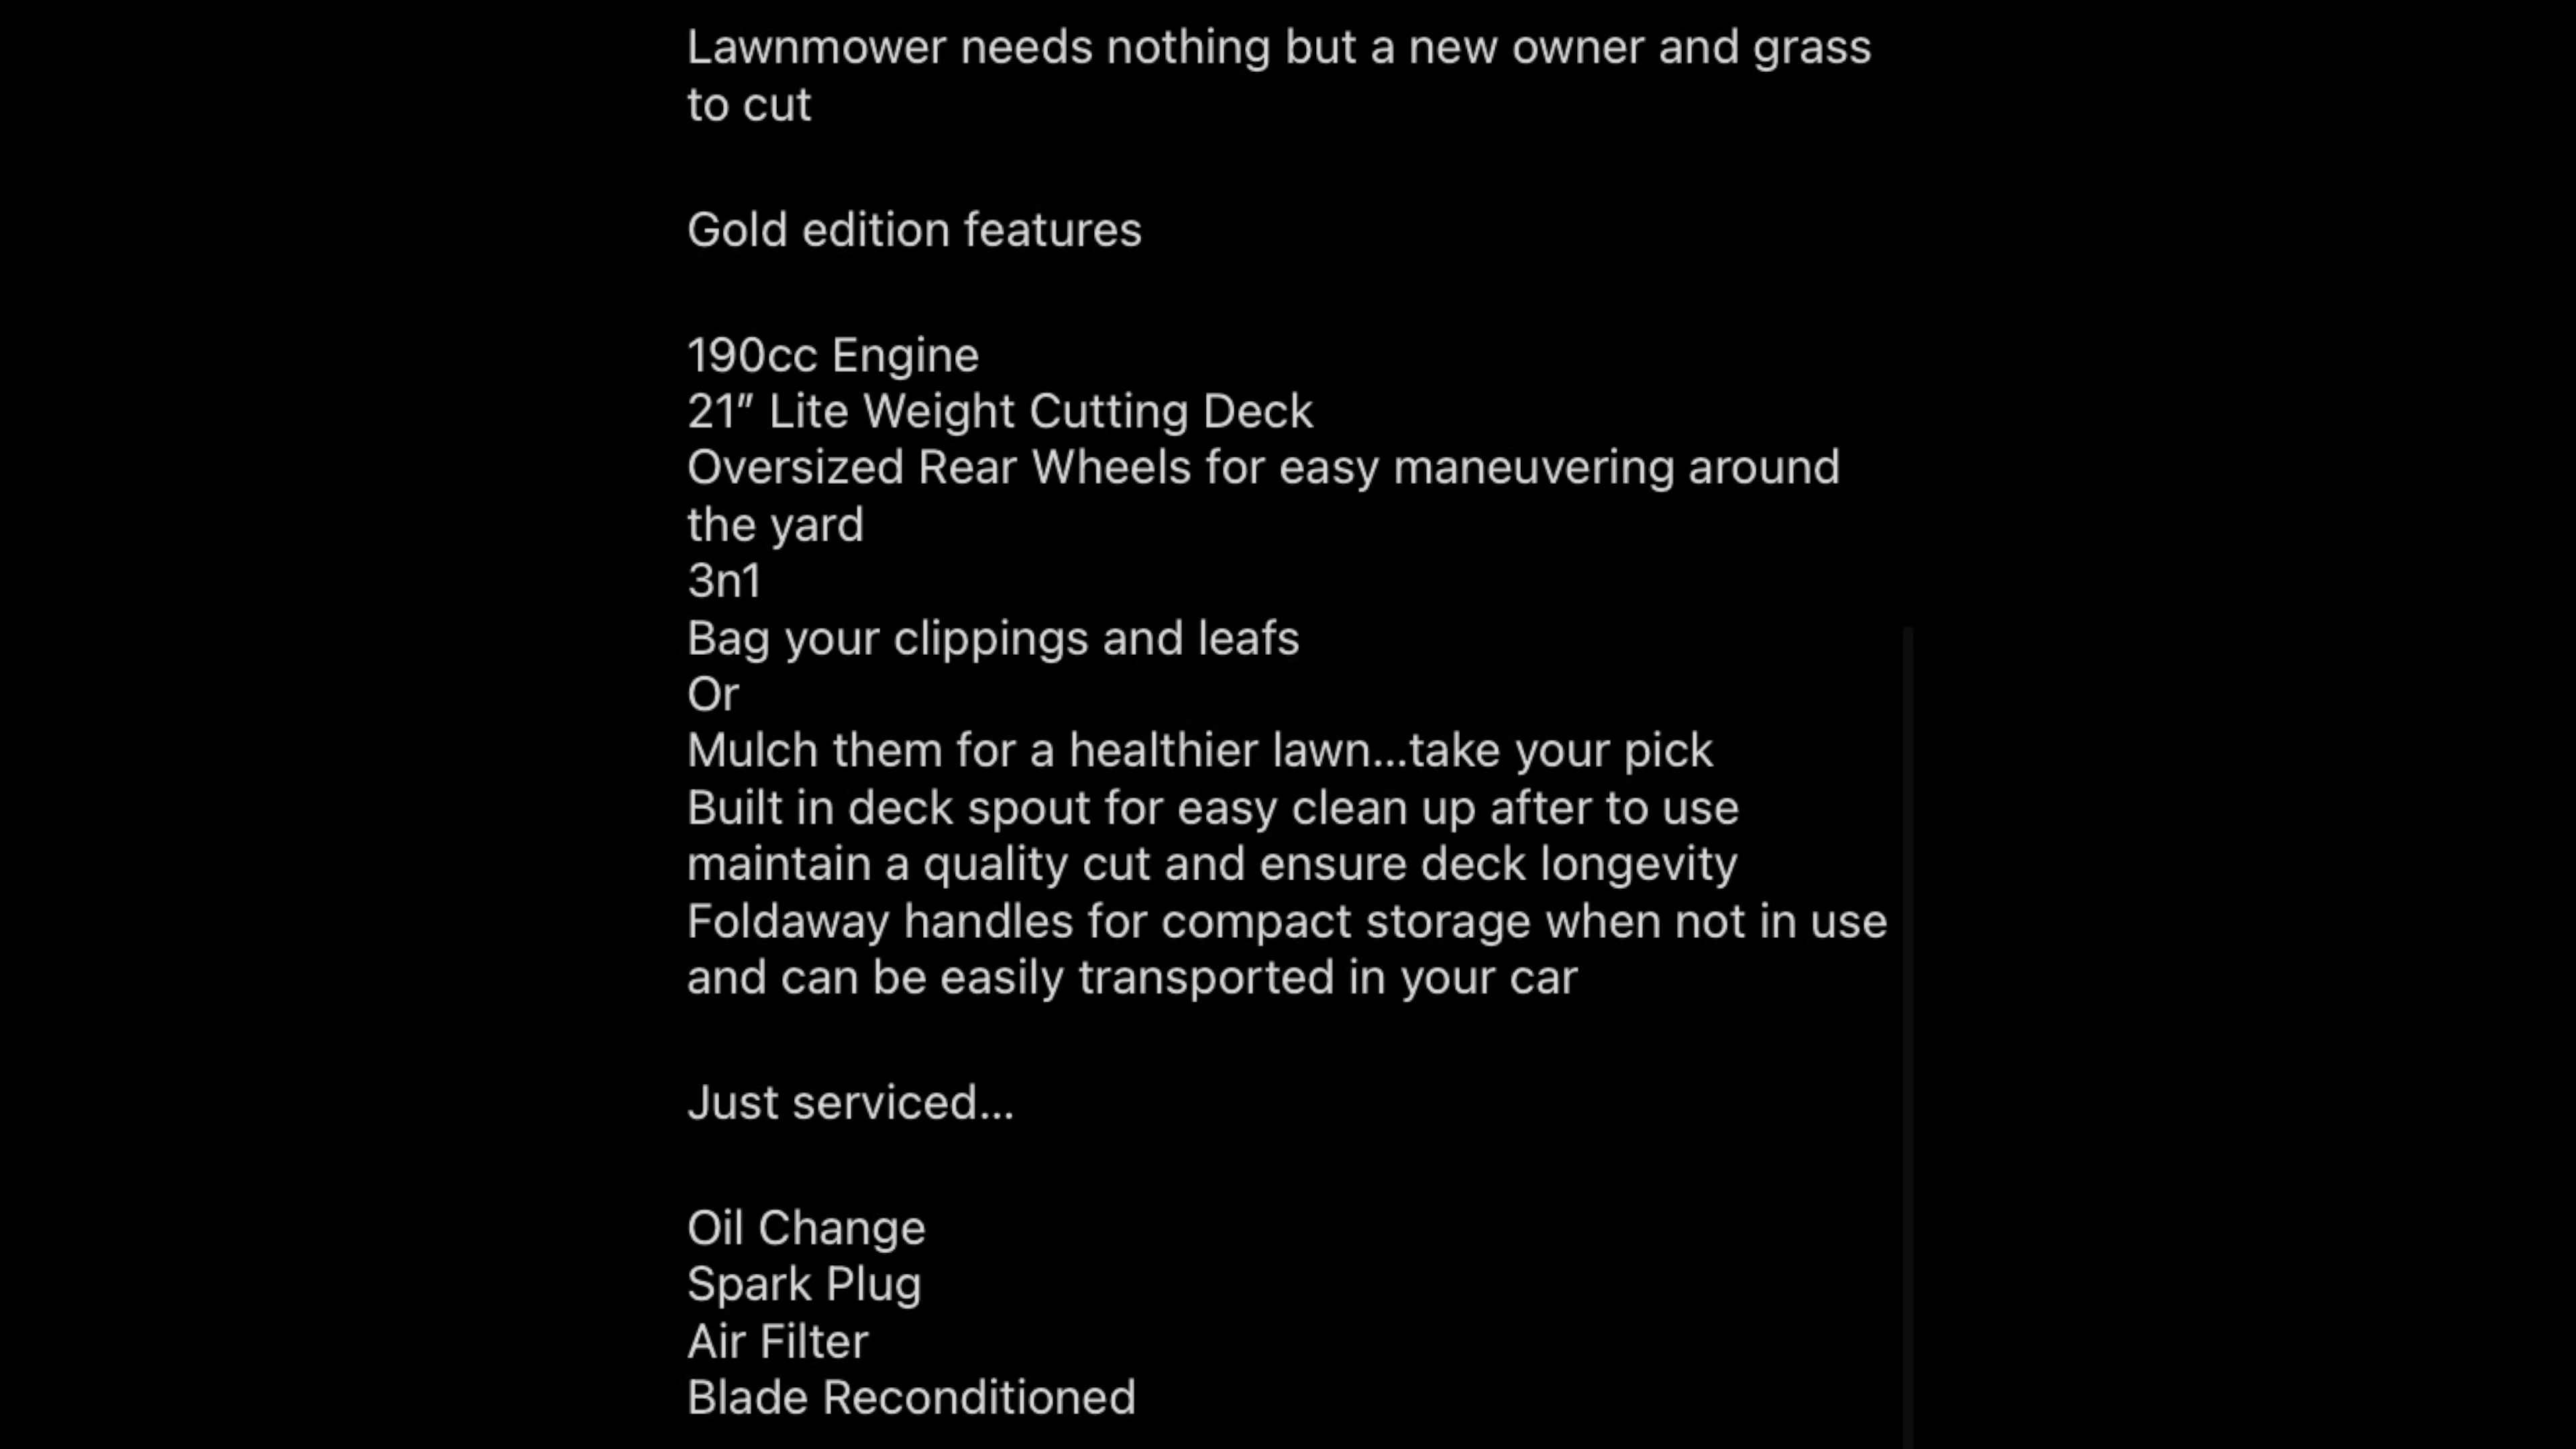 Lawnmower needs nothing but a new owner and grass
to cut
Gold edition features
190cc Engine
21" Lite Weight Cutting Deck
Oversized Rear Wheels for easy maneuvering around
the yard
3n1
Bag your clippings and leafs
Or
Mulch them for a healthier lawn...take your pick
Built in deck spout for easy clean up after to use
maintain a quality cut and ensure deck longevity
Foldaway handles for compact storage when not in use
and can be easily transported in your car
Just serviced...
Oil Change
Spark Plug
Air Filter
Blade Reconditioned